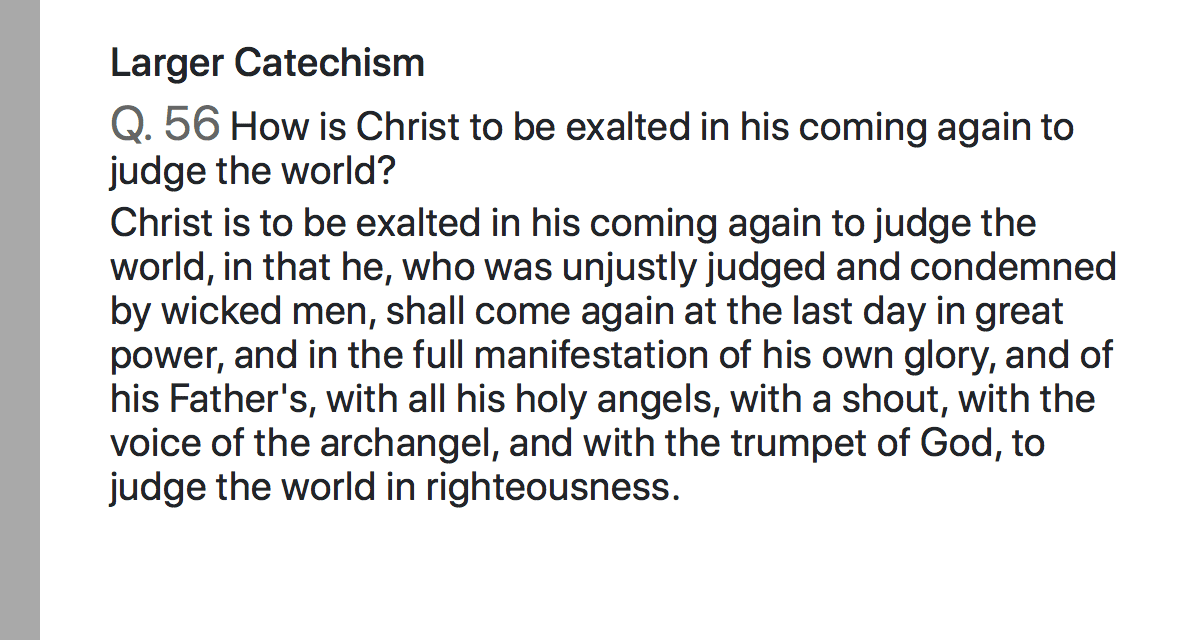 Larger Catechism
Q. 56 How is Christ to be exalted in his coming again to
judge the world?
Christ is to be exalted in his coming again to judge the
world, in that he, who was unjustly judged and condemned
by wicked men, shall come again at the last day in great
power, and in the full manifestation of his own glory, and of
his Father's, with all his holy angels, with a shout, with the
voice of the archangel, and with the trumpet of God, to
judge the world in righteousness.